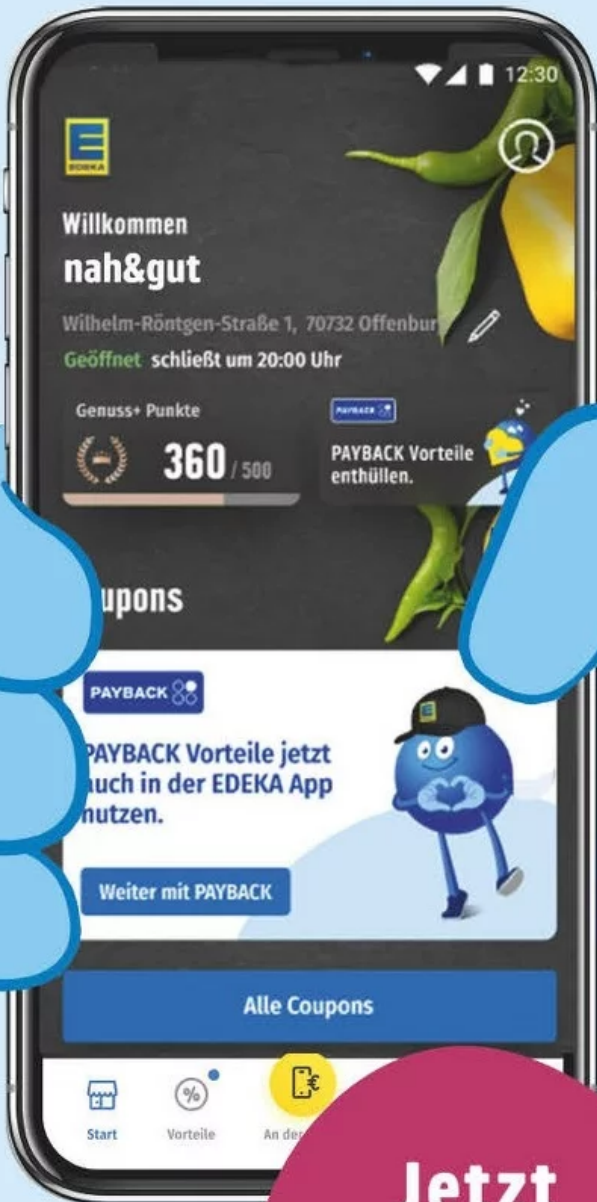 12:30
EDEKA
Willkommen
nah&gut
Wilhelm-Röntgen-Straße 1, 70732 Offenbur
Geöffnet schließt um 20:00 Uhr
Genuss+ Punkte
360 / 500
PAYBACK
PAYBACK Vorteile
enthüllen.
upons
PAYBACK
PAYBACK Vorteile jetzt
auch in der EDEKA App
nutzen.
Weiter mit PAYBACK
Alle Coupons
Start
Vorteile
An der
Jetzt